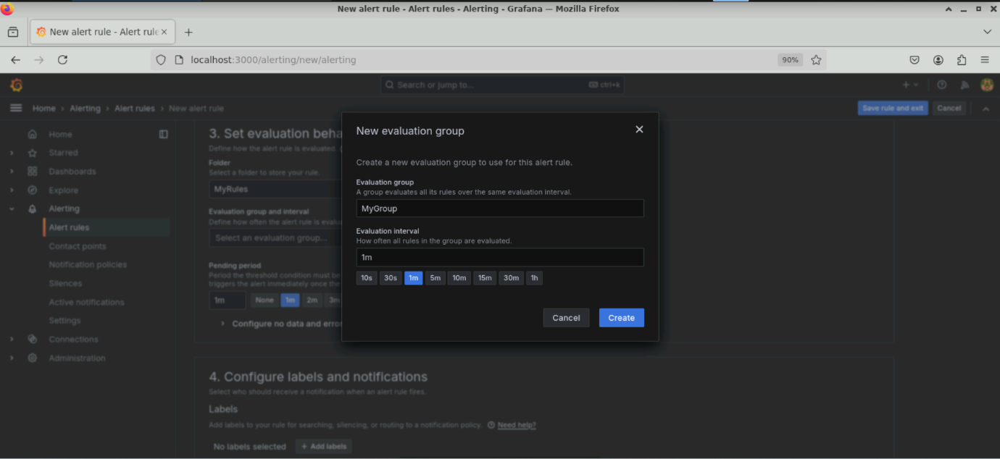 New alert rule - Alert rules - Alerting - Grafana — Mozilla Firefox
New alert rule - Alert rule
localhost:3000/alerting/new/alerting
90%
Search or jump to...
ctrl+k
Home › Alerting › Alert rules › New alert rule
Save rule and exit
Cancel
Home
Starred
Dashboards
Explore
Alerting
Alert rules
Contact points
Notification policies
Silences
Active notifications
Settings
Connections
Administration
3. Set evaluation beha
Define how the alert rule is evaluated.
Folder
Select a folder to store your rule.
MyRules
Evaluation group and interval
Define how often the alert rule is evalu
Select an evaluation group...
Pending period
Period the threshold condition must be
triggers the alert immediately once the
1m None 1m 2m 3m
Configure no data and error
New evaluation group
Create a new evaluation group to use for this alert rule.
Evaluation group
A group evaluates all its rules over the same evaluation interval.
MyGroup
Evaluation interval
How often all rules in the group are evaluated.
1m
10s 30s 1m 5m 10m 15m 30m 1h
Cancel Create
4. Configure labels and notifications
Select who should receive a notification when an alert rule fires.
Labels
Add labels to your rule for searching, silencing, or routing to a notification policy. Need help?
No labels selected + Add labels